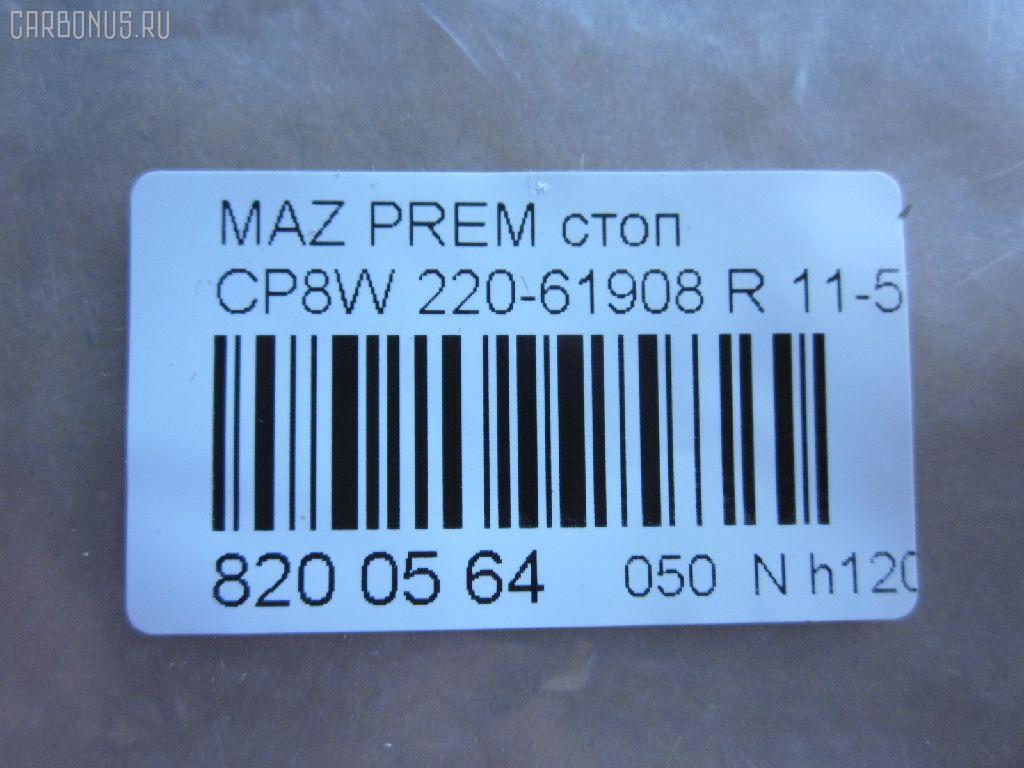 CARBONUS.RU
MAZ PREM стоп
CP8W 220-61908 R 11-5
820 05 64 050 N h120